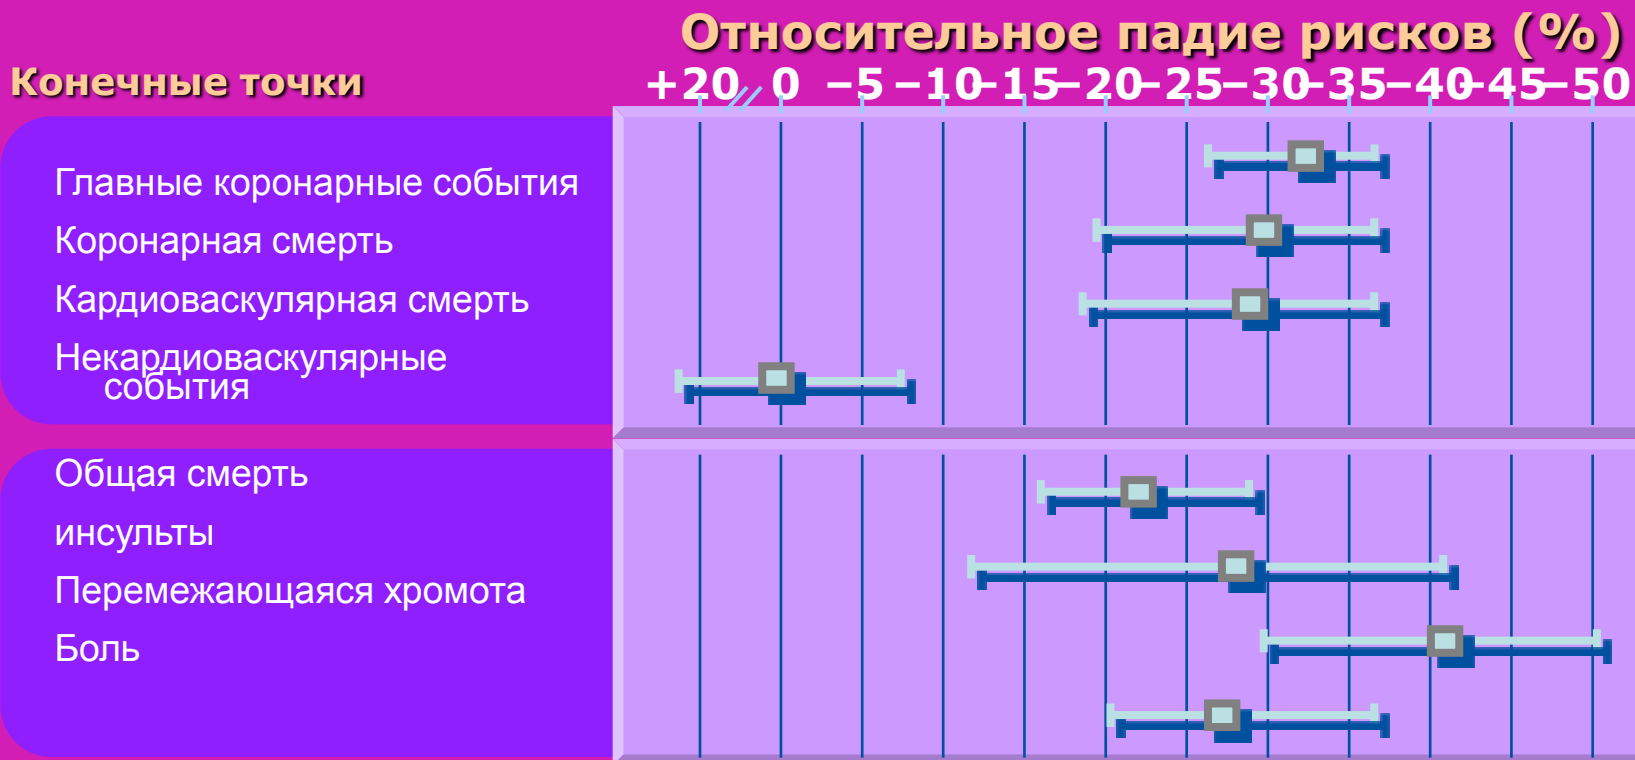 Относительное падие рисков (%)
Конечные точки
+20 0 –5 –10 –15 –20 –25 –30 –35 –40 –45 –50
Главные коронарные события
Коронарная смерть
Кардиоваскулярная смерть
Некардиоваскулярные
события
Общая смерть
инсульты
Перемежающаяся хромота
Боль